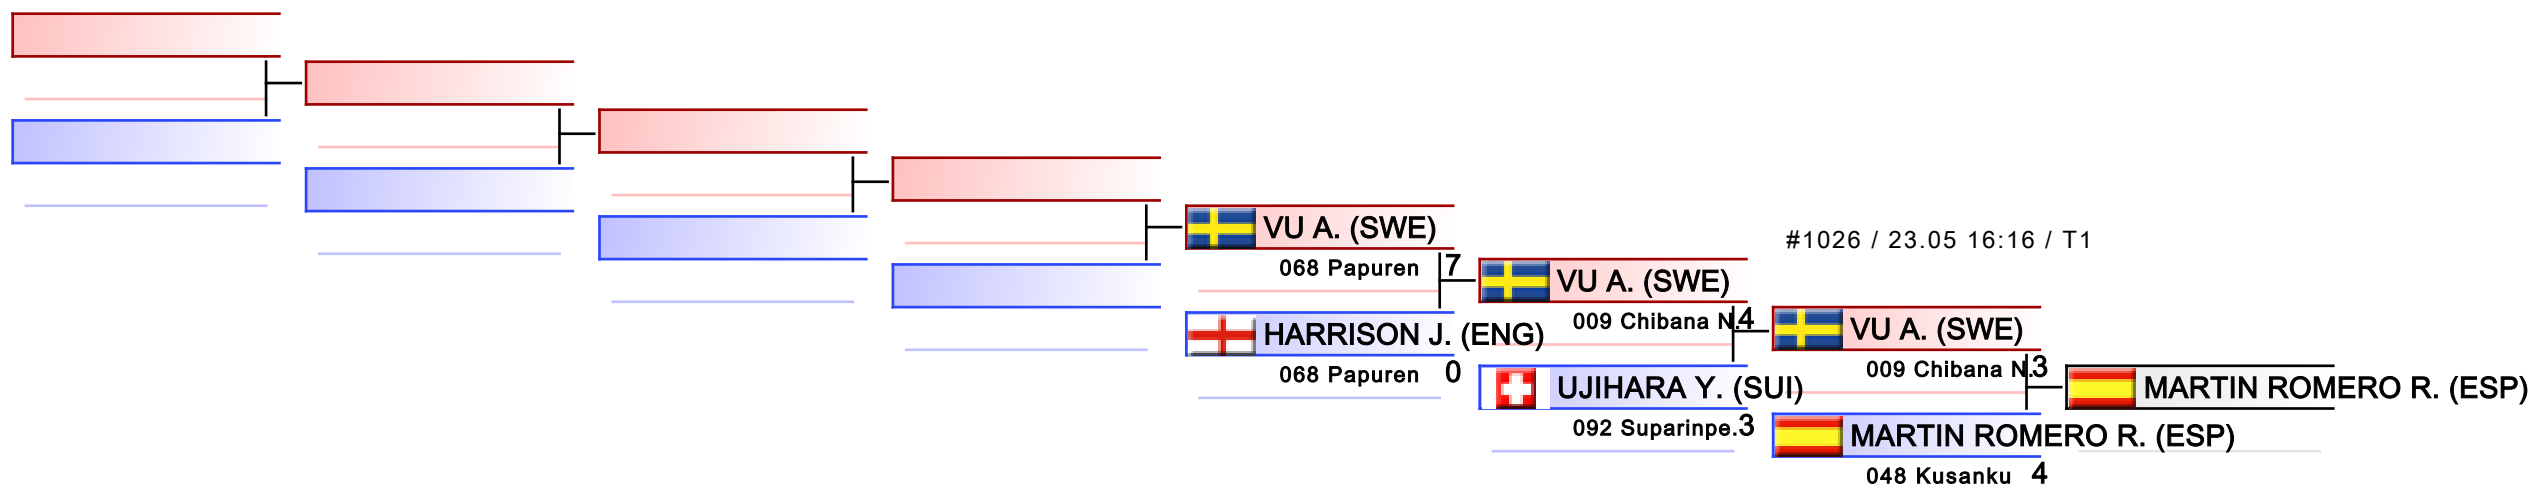 VU A. (SWE)
068 Papuren 7
HARRISON J. (ENG)
068 Papuren 0
VU A. (SWE)
009 Chibana N. 4
UJIHARA Y. (SUI)
092 Suparinpe. 3
#1026 / 23.05 16:16 / T1
VU A. (SWE)
009 Chibana N. 3
MARTIN ROMERO R. (ESP)
048 Kusanku 4
MARTIN ROMERO R. (ESP)